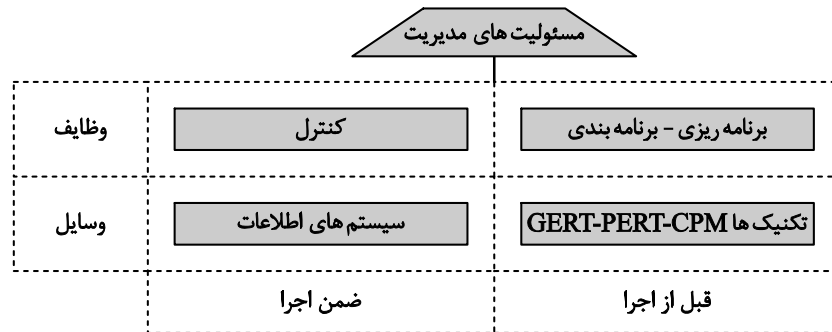 مسئولیت های مدیریت
وظایف
کنترل
برنامه ریزی - برنامه بندی
وسایل
سیستم های اطلاعات
تکنیک ها GERT-PERT-CPM
ضمن اجرا
قبل از اجرا